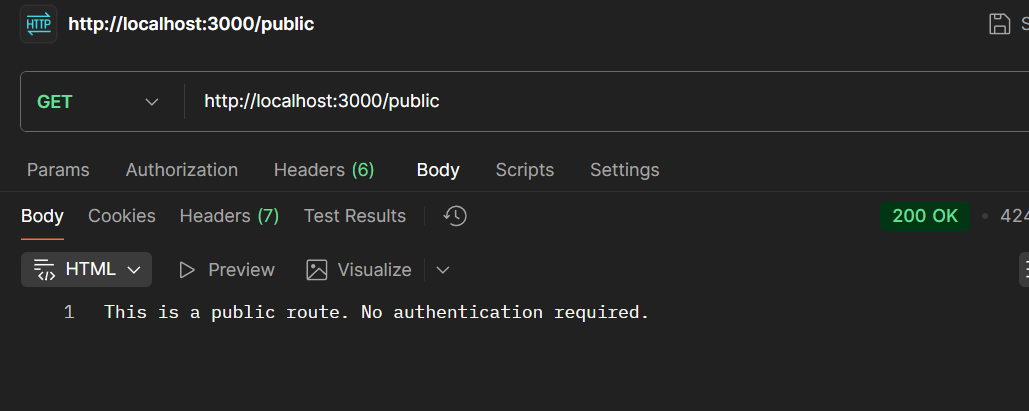 HTTP http://localhost:3000/public
GET http://localhost:3000/public
Params Authorization Headers (6) Body Scripts Settings
Body Cookies Headers (7) Test Results 200 OK • 424
HTML Preview Visualize
1 This is a public route. No authentication required.